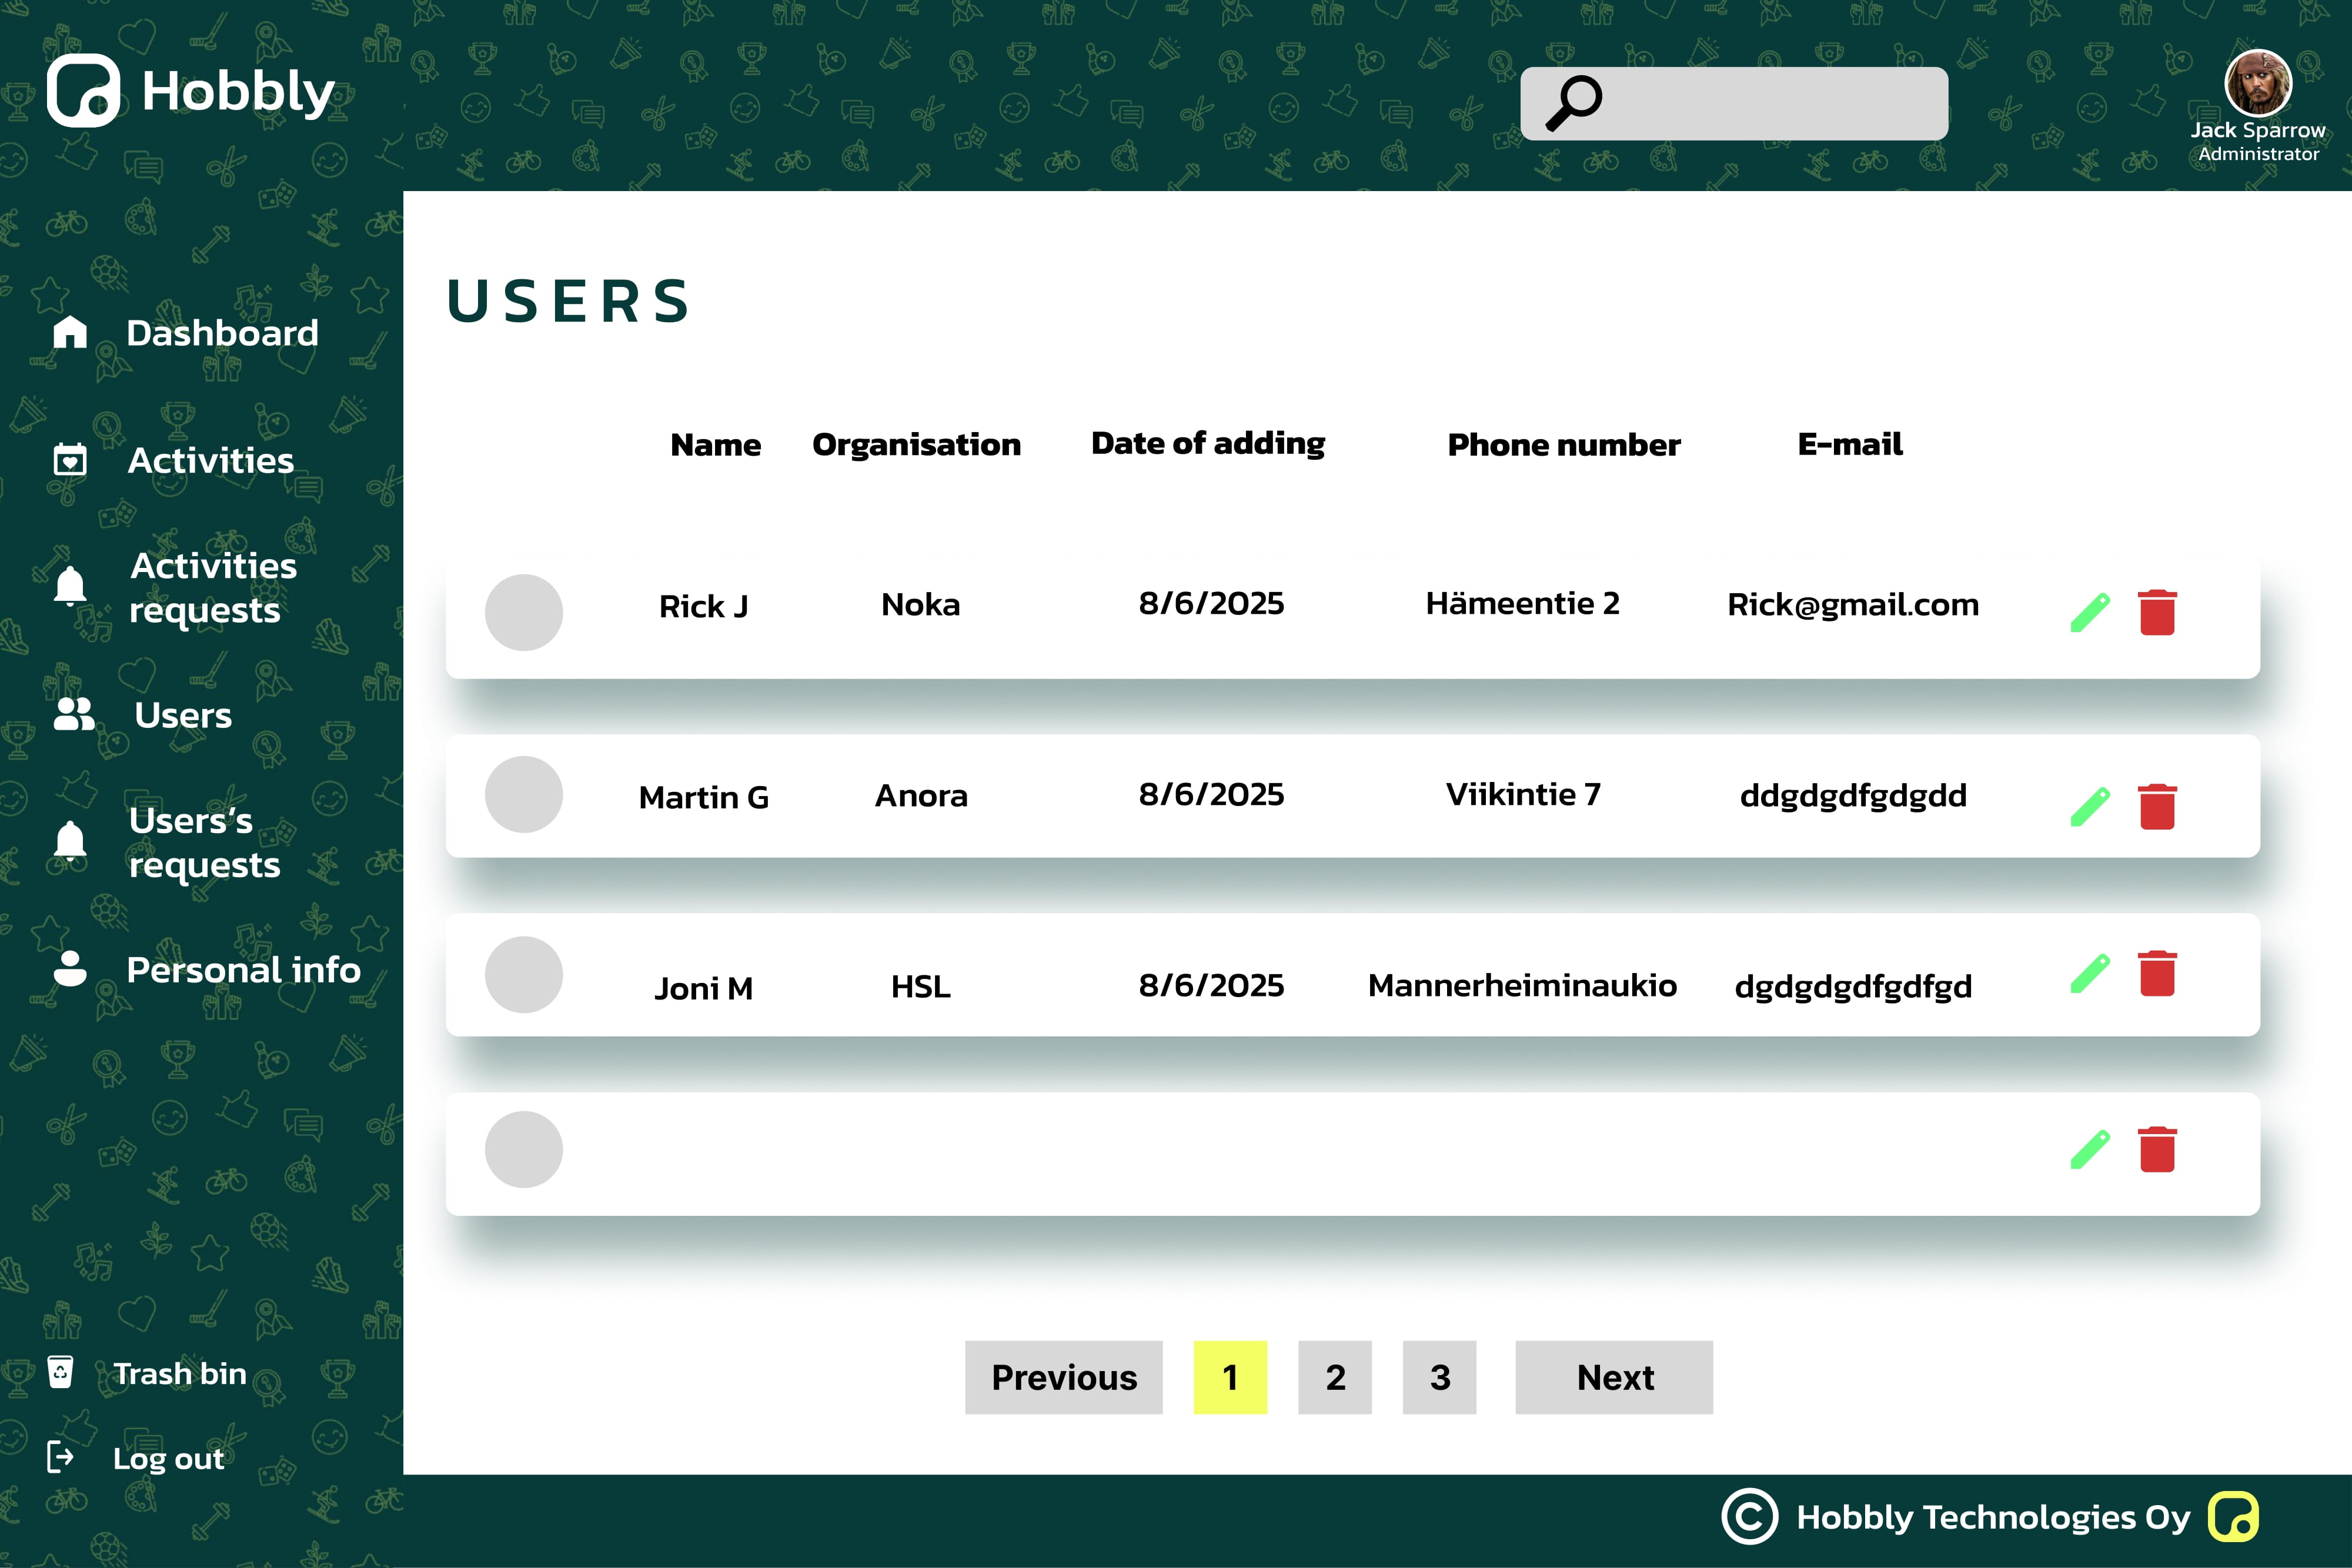 Hobbly
Jack Sparrow
Administrator
Dashboard
Activities
Activities
requests
Users
Users's
requests
Personal info
Trash bin
Log out
USERS
Name Organisation Date of adding Phone number E-mail
Rick J Noka 8/6/2025 Hämeentie 2 Rick@gmail.com
Martin G Anora 8/6/2025 Viikintie 7 ddgdgdfgdgdd
Joni M HSL 8/6/2025 Mannerheiminaukio dgdgdgdfgdfgd
Previous 1 2 3 Next
© Hobbly Technologies Oy